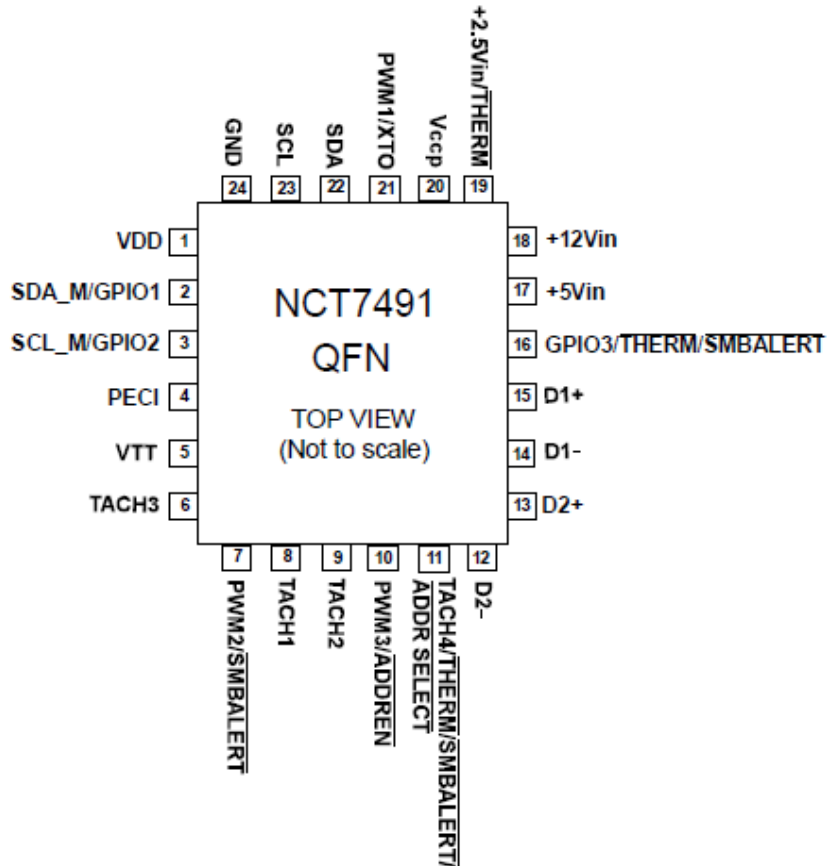 +2.5Vin/THERM
PWM1/XTO
Vccp
GND
SCL
SDA
24
23
22
21
20
19
VDD 1
18 +12Vin
SDA_M/GPIO1 2
17 +5Vin
NCT7491
SCL_M/GPIO2 3
16 GPIO3/THERM/SMBALERT
QFN
PECI 4
15 D1+
TOP VIEW
(Not to scale)
VTT 5
14 D1-
TACH3 6
13 D2+
7
8
9
10
11
12
PWM2/SMBALERT
TACH1
TACH2
PWM3/ADDREN
TACH4/THERM/SMBALERT/
ADDR SELECT
D2-